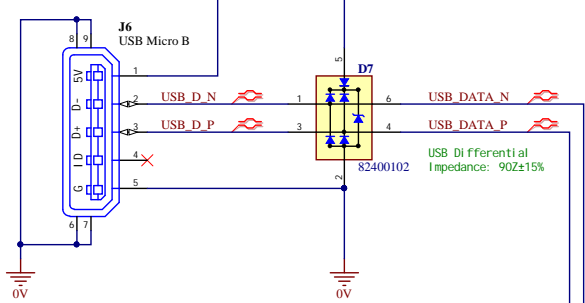 J6
USB Micro B
8 9
5V
1
D-
2
USB_D_N
D+
3
USB_D_P
ID
4
G
5
6 7
0V
5
D7
1
6
USB_DATA_N
3
4
USB_DATA_P
2
82400102
USB Differential
Impedance: 90Z±15%
0V